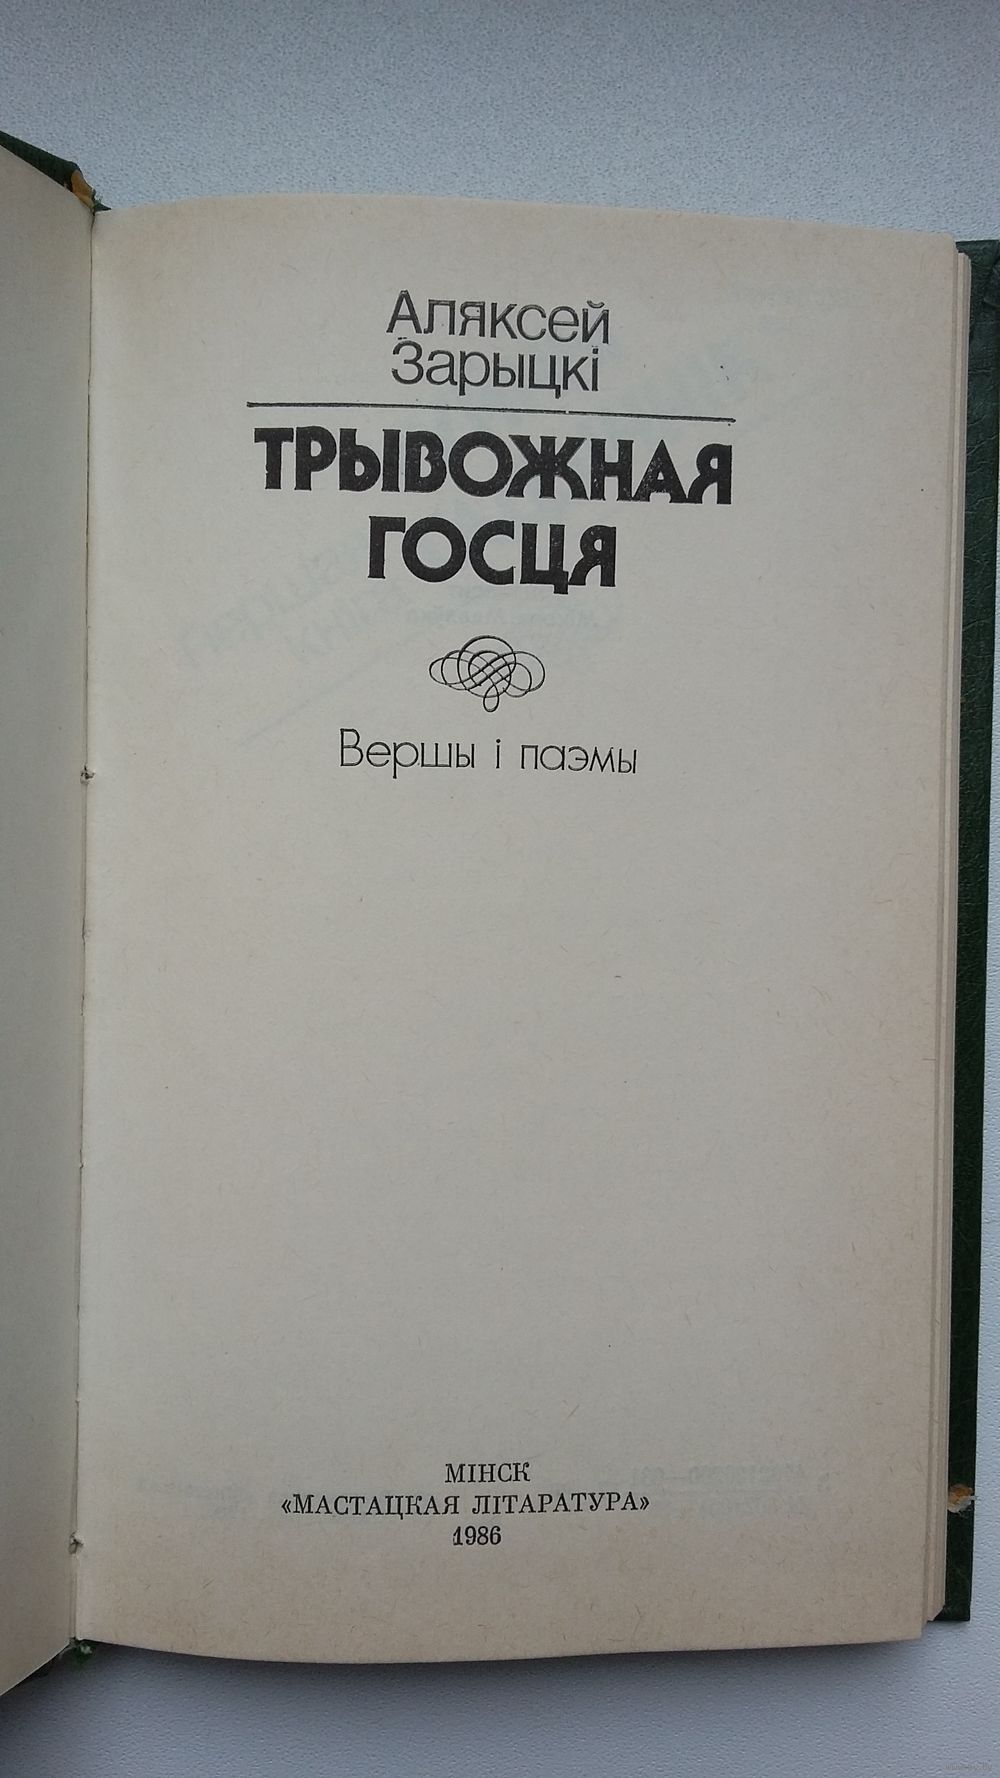 Аляксей
Зарыцкі
ТРЫВОЖНАЯ
ГОСЦЯ
Вершы і паэмы
МІНСК
«МАСТАЦКАЯ ЛІТАРАТУРА»
1986